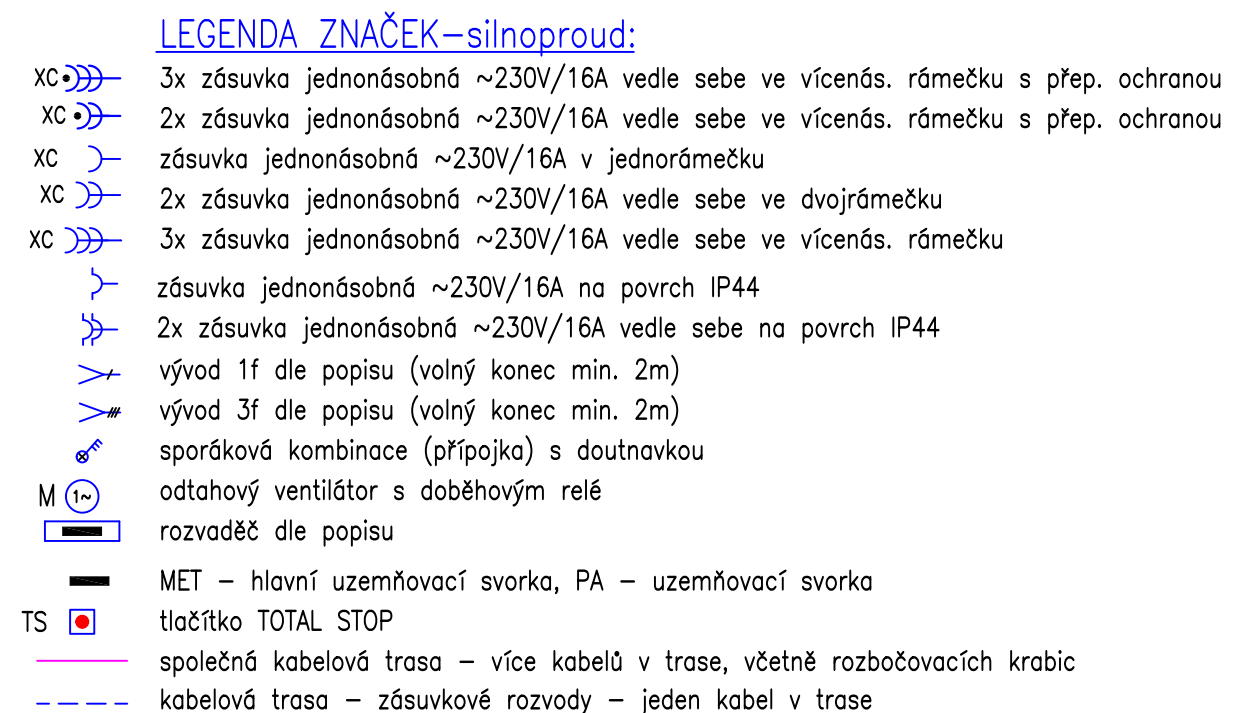 LEGENDA ZNAČEK–silnoproud:
XC 3x zásuvka jednonásobná ~230V/16A vedle sebe ve vícenás. rámečku s přep. ochranou
XC 2x zásuvka jednonásobná ~230V/16A vedle sebe ve vícenás. rámečku s přep. ochranou
XC zásuvka jednonásobná ~230V/16A v jednorámečku
XC 2x zásuvka jednonásobná ~230V/16A vedle sebe ve dvojrámečku
XC 3x zásuvka jednonásobná ~230V/16A vedle sebe ve vícenás. rámečku
zásuvka jednonásobná ~230V/16A na povrch IP44
2x zásuvka jednonásobná ~230V/16A vedle sebe na povrch IP44
vývod 1f dle popisu (volný konec min. 2m)
vývod 3f dle popisu (volný konec min. 2m)
sporáková kombinace (přípojka) s doutnavkou
M 1~ odtahový ventilátor s doběhovým relé
rozvaděč dle popisu
MET – hlavní uzemňovací svorka, PA – uzemňovací svorka
TS tlačítko TOTAL STOP
společná kabelová trasa – více kabelů v trase, včetně rozbočovacích krabic
kabelová trasa – zásuvkové rozvody – jeden kabel v trase